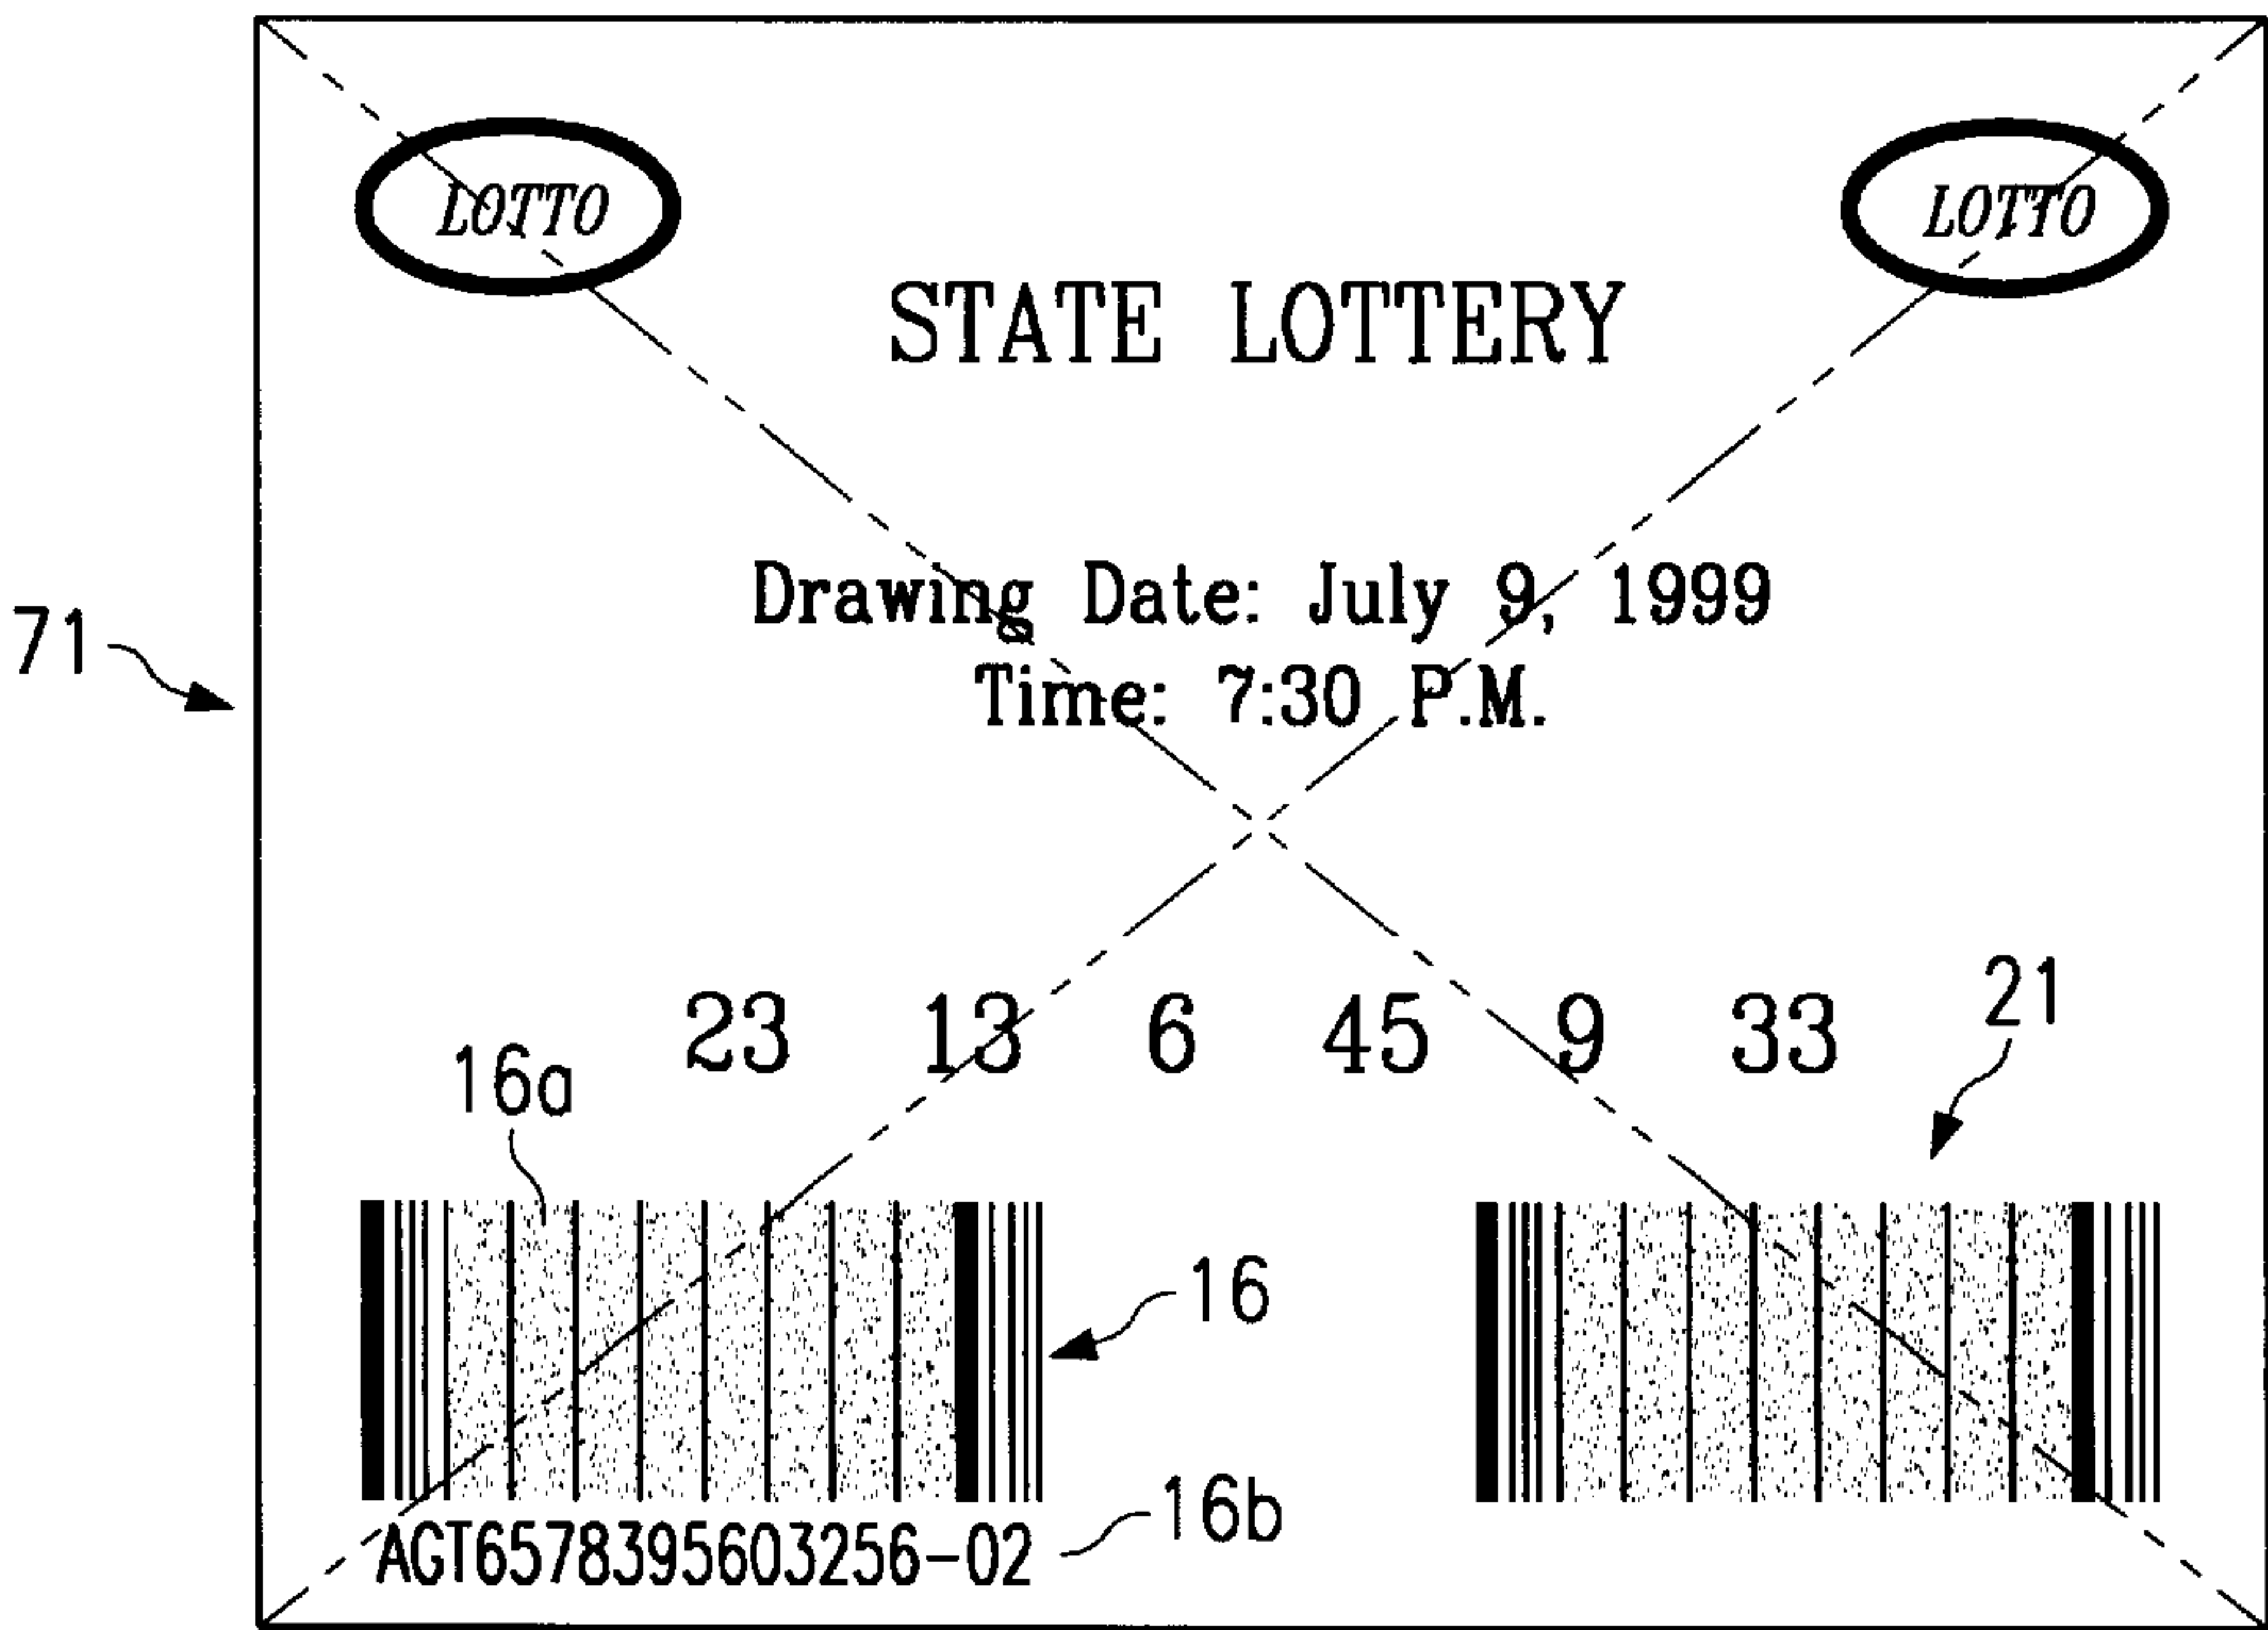 LOTTO LOTTO
STATE LOTTERY
Drawing Date: July 9, 1999
Time: 7:30 P.M.
71
23 13 6 45 9 33
21
16a
16
16b
AGT6578395603256-02